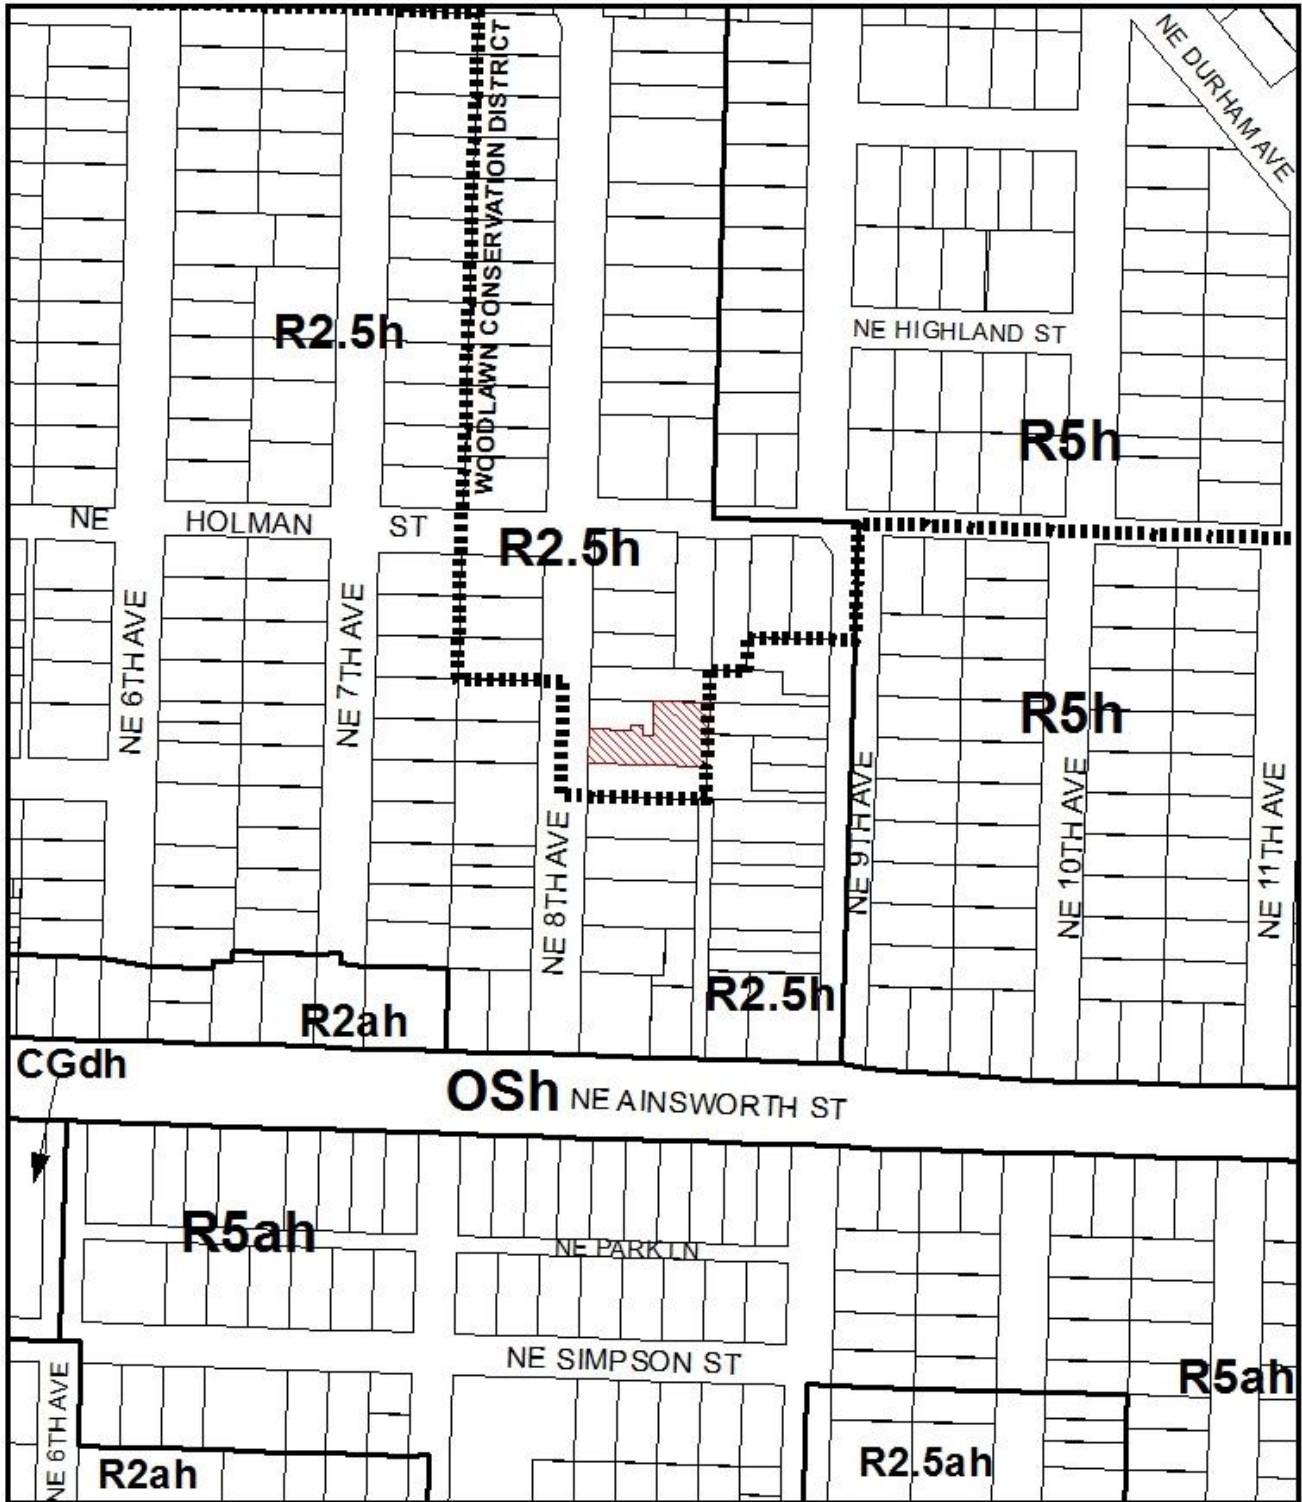 NE DURHAM AVE
WOODLAWN CONSERVATION DISTRICT
R2.5h
NE HIGHLAND ST
R5h
NE HOLMAN ST
R2.5h
NE 6TH AVE
NE 7TH AVE
R5h
NE 8TH AVE
NE 9TH AVE
NE 10TH AVE
NE 11TH AVE
R2.5h
R2ah
CGdh
OSh NE AINSWORTH ST
R5ah
NE PARK LN
NE SIMPSON ST
R5ah
NE 6TH AVE
R2ah
R2.5ah